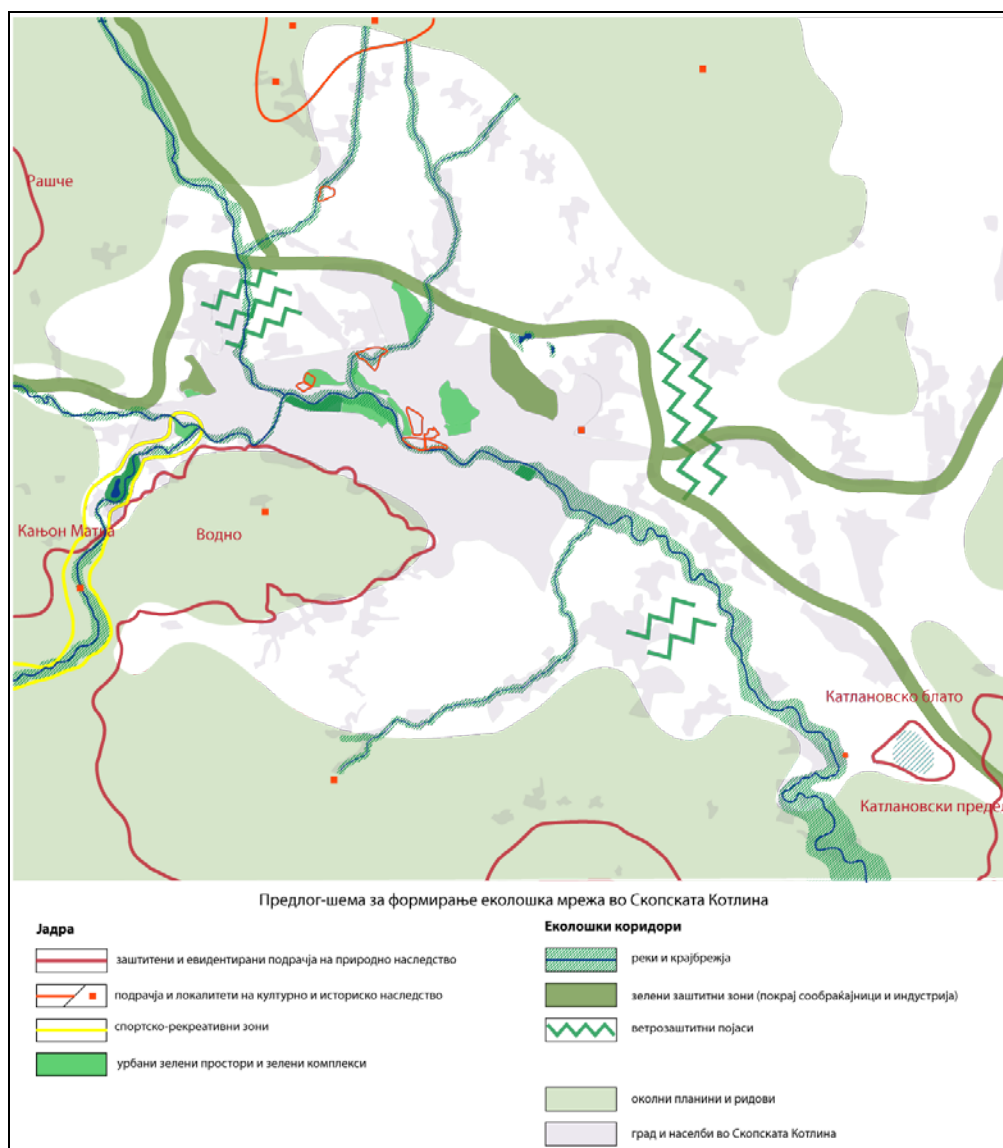 Рашче
Кањон Матка
Водно
Катлановско блато
Катлановски предел
Предлог-шема за формирање еколошка мрежа во Скопската Котлина
Јадра
заштитени и евидентирани подрачја на природно наследство
подрачја и локалитети на културно и историско наследство
спортско-рекреативни зони
урбани зелени простори и зелени комплекси
Еколошки коридори
реки и крајбрежја
зелени заштитни зони (покрај сообраќајници и индустрија)
ветрозаштитни појаси
околни планини и ридови
град и населби во Скопската Котлина